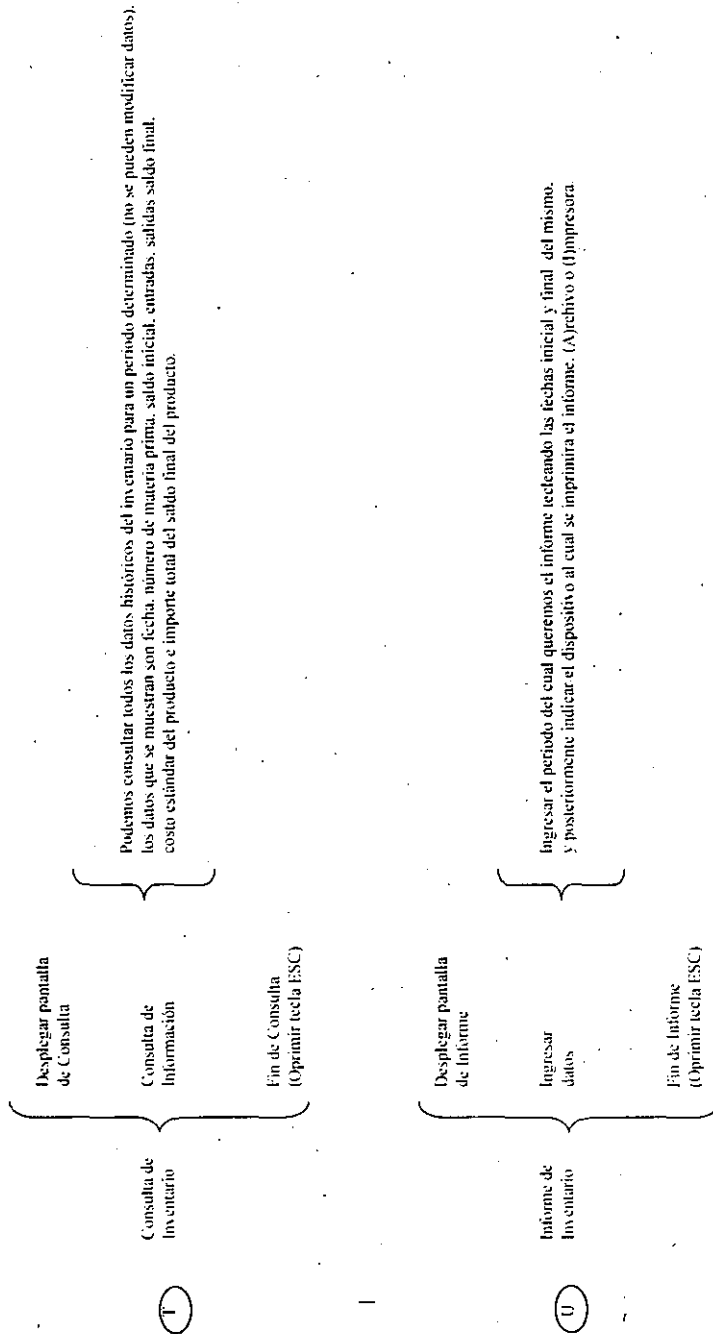 T
Consulta de
Inventario
Desplegar pantalla
de Consulta
Consulta de
Información
Fin de Consulta
(Oprimir tecla ESC)
Podemos consultar todos los datos históricos del inventario para un periodo determinado (no se pueden modificar datos).
los datos que se muestran son fecha, número de materia prima, saldo inicial, entradas, salidas saldo final,
costo estándar del producto e importe total del saldo final del producto.
U
Informe de
Inventario
Desplegar pantalla
de Informe
Ingresar
datos
Fin de Informe
(Oprimir tecla ESC)
Ingresar el periodo del cual queremos el informe tecleando las fechas inicial y final del mismo,
y posteriormente indicar el dispositivo al cual se imprimira el informe, (A)rchivo o (I)mpresora.